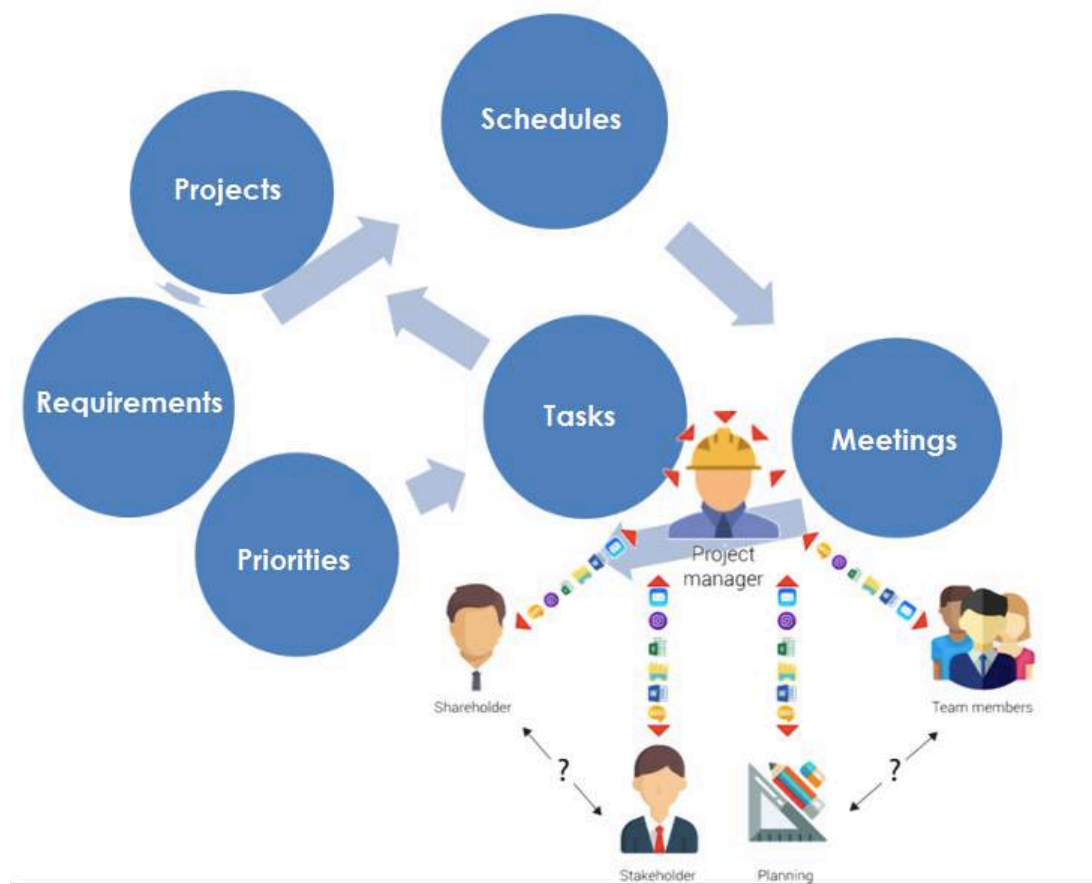 Schedules
Projects
Requirements
Tasks
Meetings
Priorities
Project
manager
Shareholder
Team members
?
?
Stakeholder
Planning